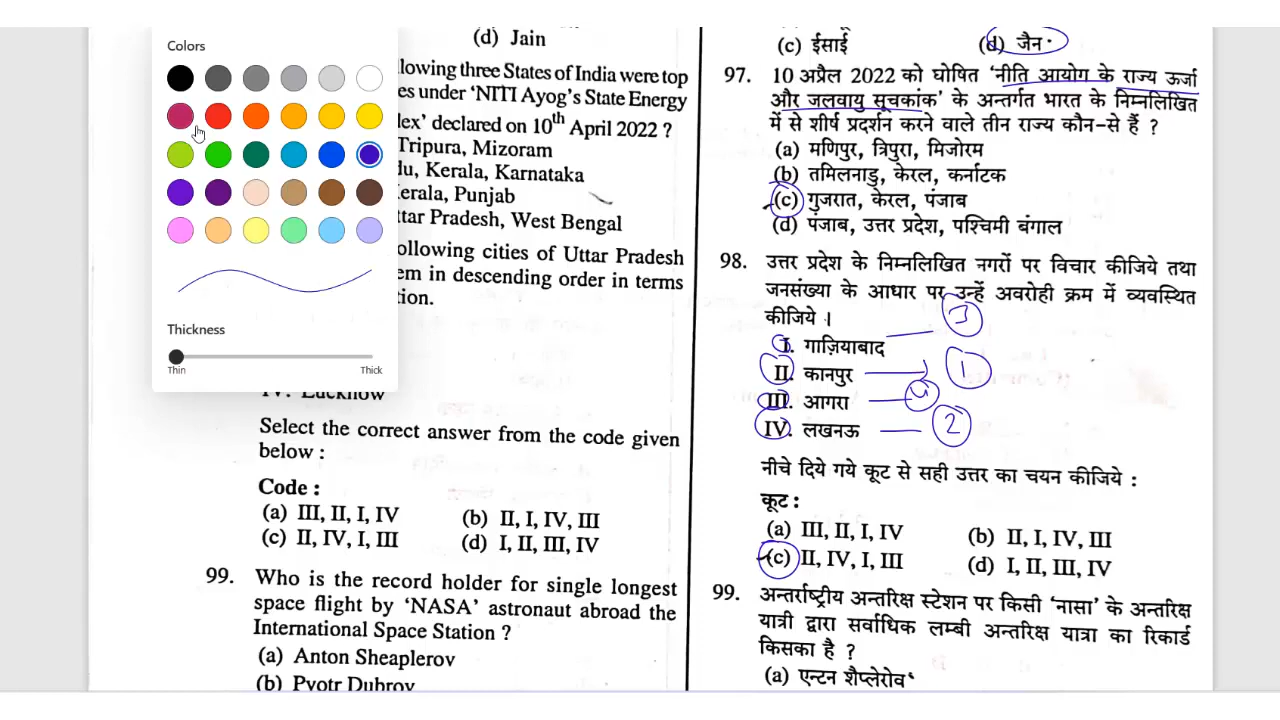 Colors
Thickness
Thin
Thick
(d) Jain
llowing three States of India were top
es under ‘NITI Ayog’s State Energy
lex’ declared on 10th April 2022 ?
Tripura, Mizoram
du, Kerala, Karnataka
Kerala, Punjab
ttar Pradesh, West Bengal
ollowing cities of Uttar Pradesh
em in descending order in terms
tion.
IV. Lucknow
Select the correct answer from the code given
below :
Code :
(a) III, II, I, IV (b) II, I, IV, III
(c) II, IV, I, III (d) I, II, III, IV
99. Who is the record holder for single longest
space flight by ‘NASA’ astronaut abroad the
International Space Station ?
(a) Anton Sheaplerov
(b) Pyotr Dubrov
(c) ईसाई (d) जैन
97. 10 अप्रैल 2022 को घोषित ‘नीति आयोग के राज्य ऊर्जा
और जलवायु सूचकांक’ के अन्तर्गत भारत के निम्नलिखित
में से शीर्ष प्रदर्शन करने वाले तीन राज्य कौन-से हैं ?
(a) मणिपुर, त्रिपुरा, मिजोरम
(b) तमिलनाडु, केरल, कर्नाटक
(c) गुजरात, केरल, पंजाब
(d) पंजाब, उत्तर प्रदेश, पश्चिमी बंगाल
98. उत्तर प्रदेश के निम्नलिखित नगरों पर विचार कीजिये तथा
जनसंख्या के आधार पर उन्हें अवरोही क्रम में व्यवस्थित
कीजिये ।
I. गाज़ियाबाद 3
II. कानपुर 1
III. आगरा 4
IV. लखनऊ 2
नीचे दिये गये कूट से सही उत्तर का चयन कीजिये :
कूट :
(a) III, II, I, IV (b) II, I, IV, III
(c) II, IV, I, III (d) I, II, III, IV
99. अन्तर्राष्ट्रीय अन्तरिक्ष स्टेशन पर किसी ‘नासा’ के अन्तरिक्ष
यात्री द्वारा सर्वाधिक लम्बी अन्तरिक्ष यात्रा का रिकार्ड
किसका है ?
(a) एन्टन शैप्लेरोव